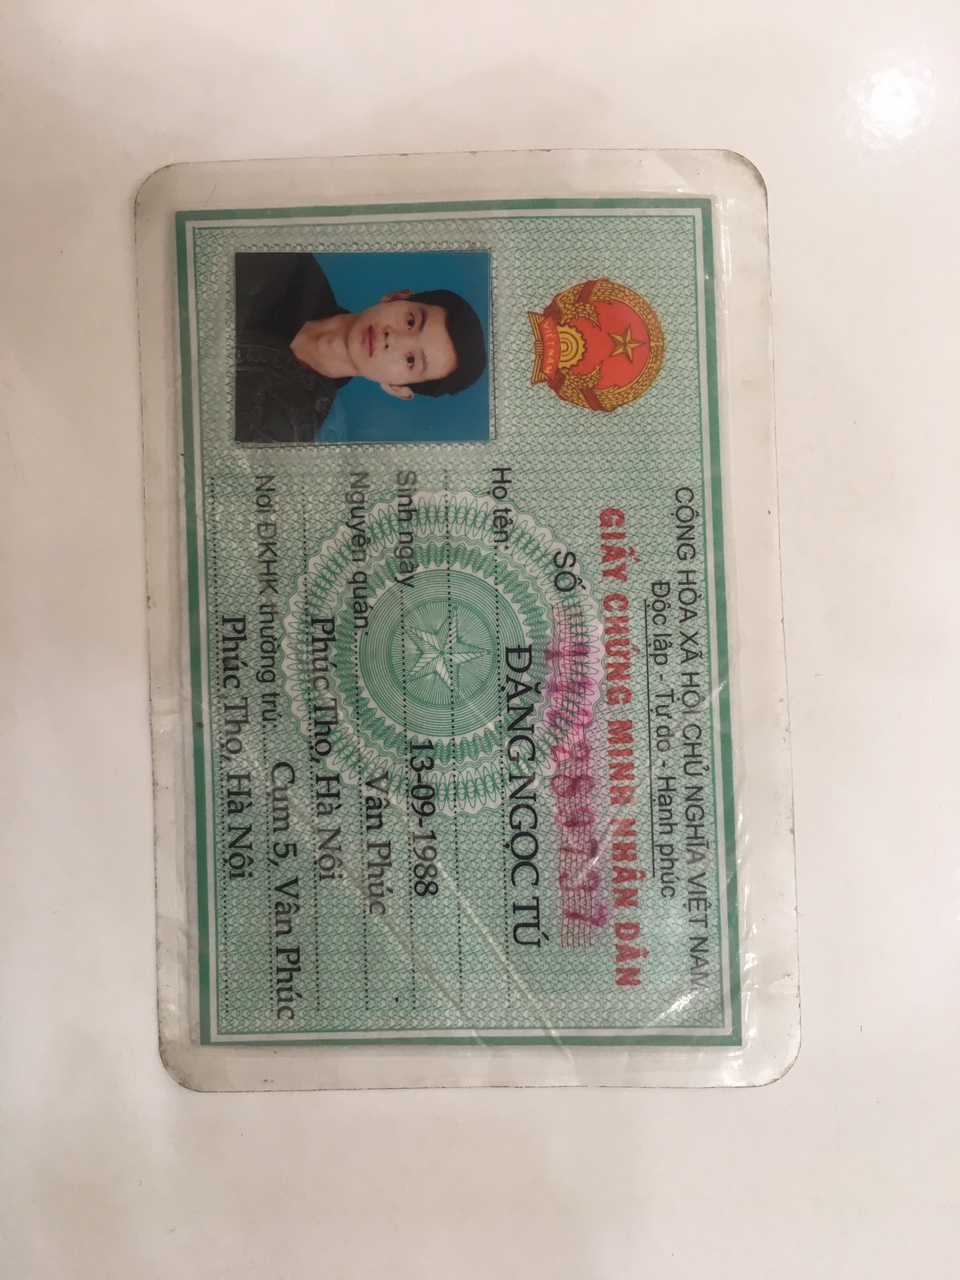 CỘNG HÒA XÃ HỘI CHỦ NGHĨA VIỆT NAM
Độc lập - Tự do - Hạnh phúc
GIẤY CHỨNG MINH NHÂN DÂN
SỐ
VIỆT NAM
Họ tên: ĐẶNG NGỌC TÚ
Sinh ngày 13-09-1988
Nguyên quán: Vân Phúc
Phúc Thọ, Hà Nội
Nơi ĐKHK thường trú: Cụm 5, Vân Phúc
Phúc Thọ, Hà Nội